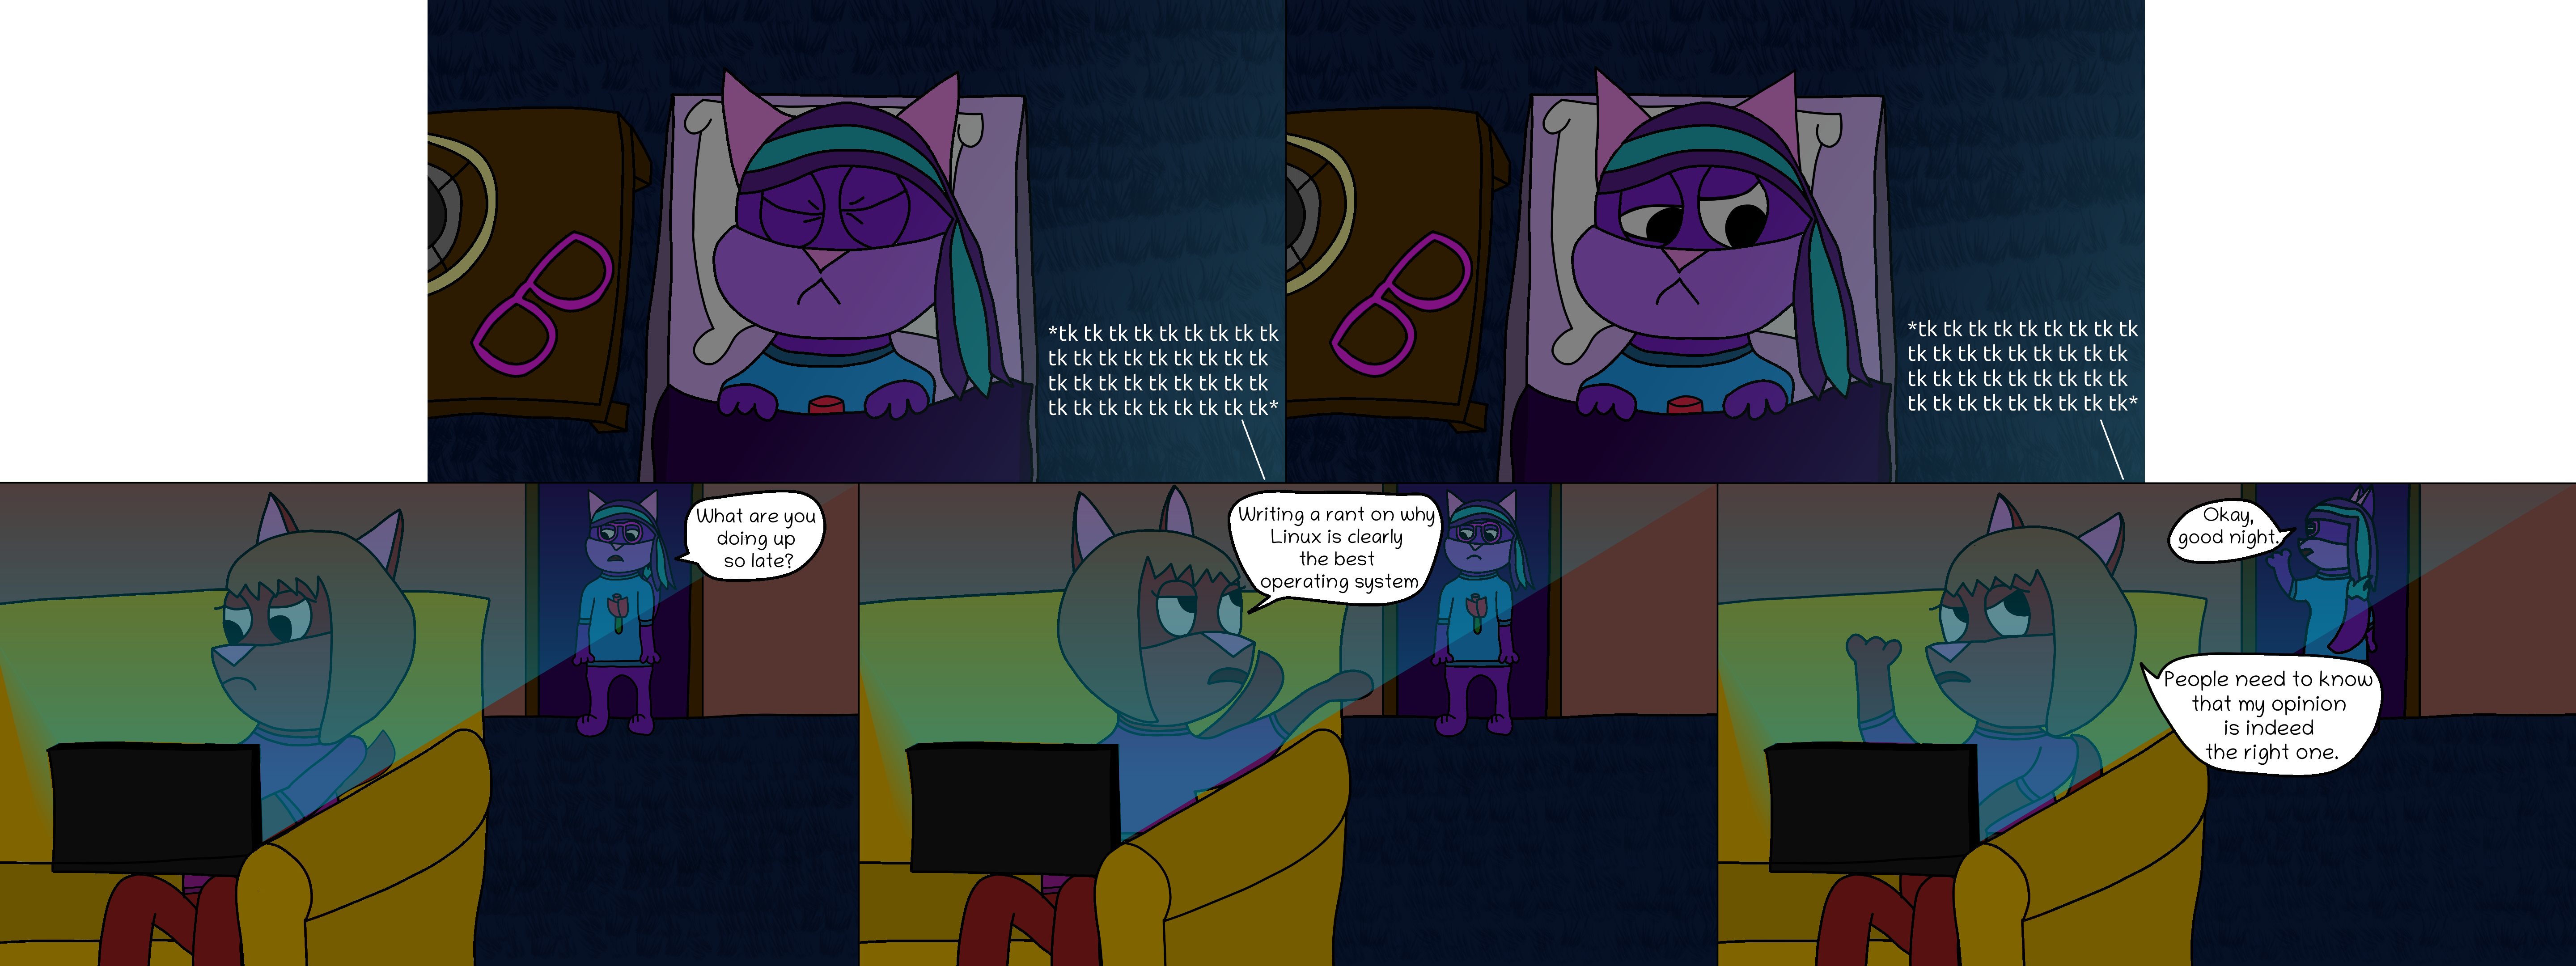 *tk tk tk tk tk tk tk tk tk
tk tk tk tk tk tk tk tk tk
tk tk tk tk tk tk tk tk tk
tk tk tk tk tk tk tk tk tk*
*tk tk tk tk tk tk tk tk tk
tk tk tk tk tk tk tk tk tk
tk tk tk tk tk tk tk tk tk
tk tk tk tk tk tk tk tk tk*
What are you
doing up
so late?
Writing a rant on why
Linux is clearly
the best
operating system
Okay,
good night.
People need to know
that my opinion
is indeed
the right one.